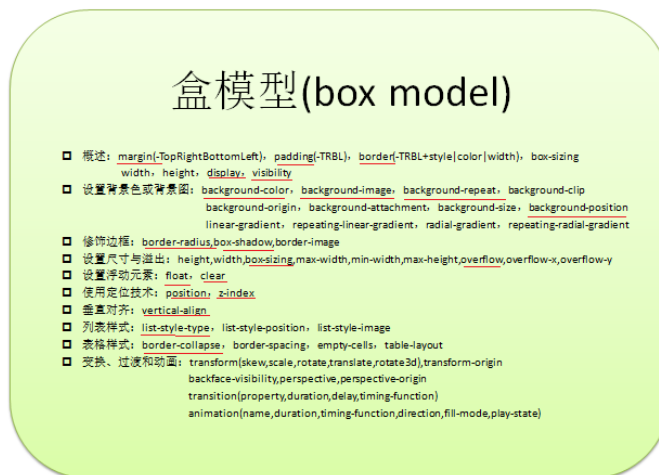 盒模型(box model)
概述：margin(-TopRightBottomLeft)，padding(-TRBL)，border(-TRBL+style|color|width)，box-sizing
width，height，display，visibility
设置背景色或背景图：background-color，background-image，background-repeat，background-clip
background-origin，background-attachment，background-size，background-position
linear-gradient，repeating-linear-gradient，radial-gradient，repeating-radial-gradient
修饰边框：border-radius,box-shadow,border-image
设置尺寸与溢出：height,width,box-sizing,max-width,min-width,max-height,overflow,overflow-x,overflow-y
设置浮动元素：float，clear
使用定位技术：position，z-index
垂直对齐：vertical-align
列表样式：list-style-type，list-style-position，list-style-image
表格样式：border-collapse，border-spacing，empty-cells，table-layout
变换、过渡和动画：transform(skew,scale,rotate,translate,rotate3d),transform-origin
backface-visibility,perspective,perspective-origin
transition(property,duration,delay,timing-function)
animation(name,duration,timing-function,direction,fill-mode,play-state)